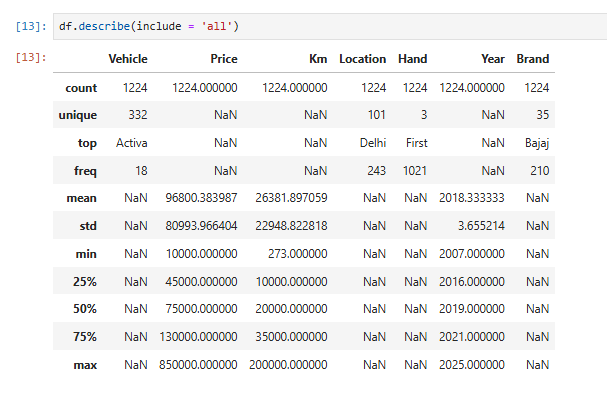 [13]: df.describe(include = 'all')
[13]: Vehicle Price Km Location Hand Year Brand
count 1224 1224.000000 1224.000000 1224 1224 1224.000000 1224
unique 332 NaN NaN 101 3 NaN 35
top Activa NaN NaN Delhi First NaN Bajaj
freq 18 NaN NaN 243 1021 NaN 210
mean NaN 96800.383987 26381.897059 NaN NaN 2018.333333 NaN
std NaN 80993.966404 22948.822818 NaN NaN 3.655214 NaN
min NaN 10000.000000 273.000000 NaN NaN 2007.000000 NaN
25% NaN 45000.000000 10000.000000 NaN NaN 2016.000000 NaN
50% NaN 75000.000000 20000.000000 NaN NaN 2019.000000 NaN
75% NaN 130000.000000 35000.000000 NaN NaN 2021.000000 NaN
max NaN 850000.000000 200000.000000 NaN NaN 2025.000000 NaN